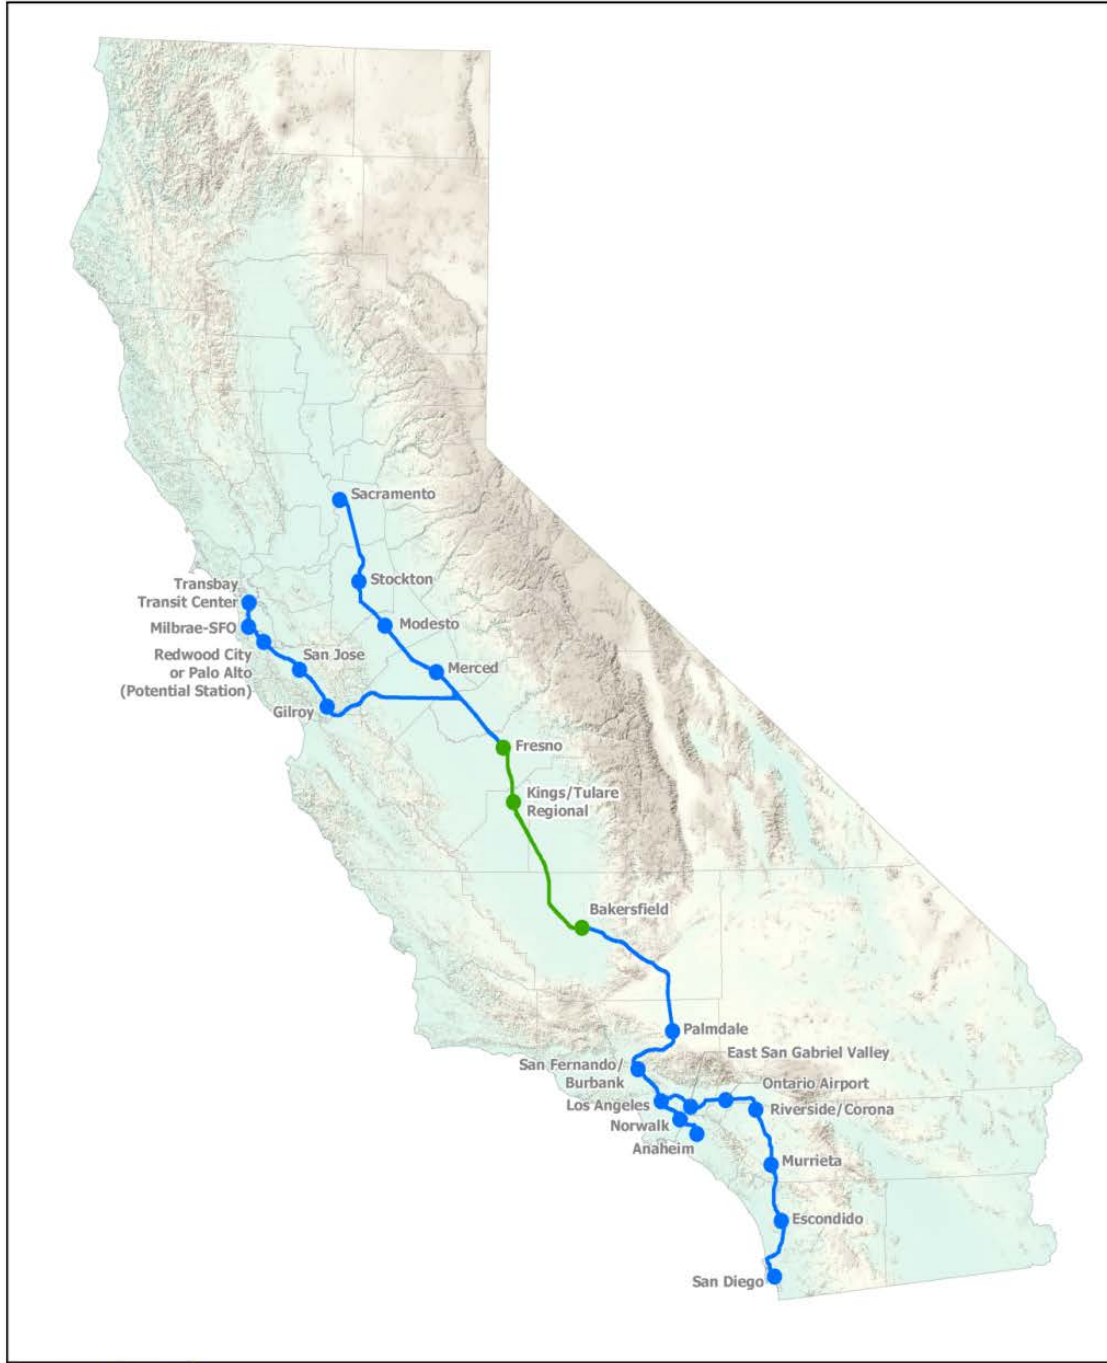 Sacramento
Stockton
Transbay
Transit Center
Milbrae-SFO
Modesto
Redwood City
or Palo Alto
(Potential Station)
San Jose
Merced
Gilroy
Fresno
Kings/Tulare
Regional
Bakersfield
Palmdale
East San Gabriel Valley
San Fernando/
Burbank
Ontario Airport
Los Angeles
Riverside/Corona
Norwalk
Anaheim
Murrieta
Escondido
San Diego